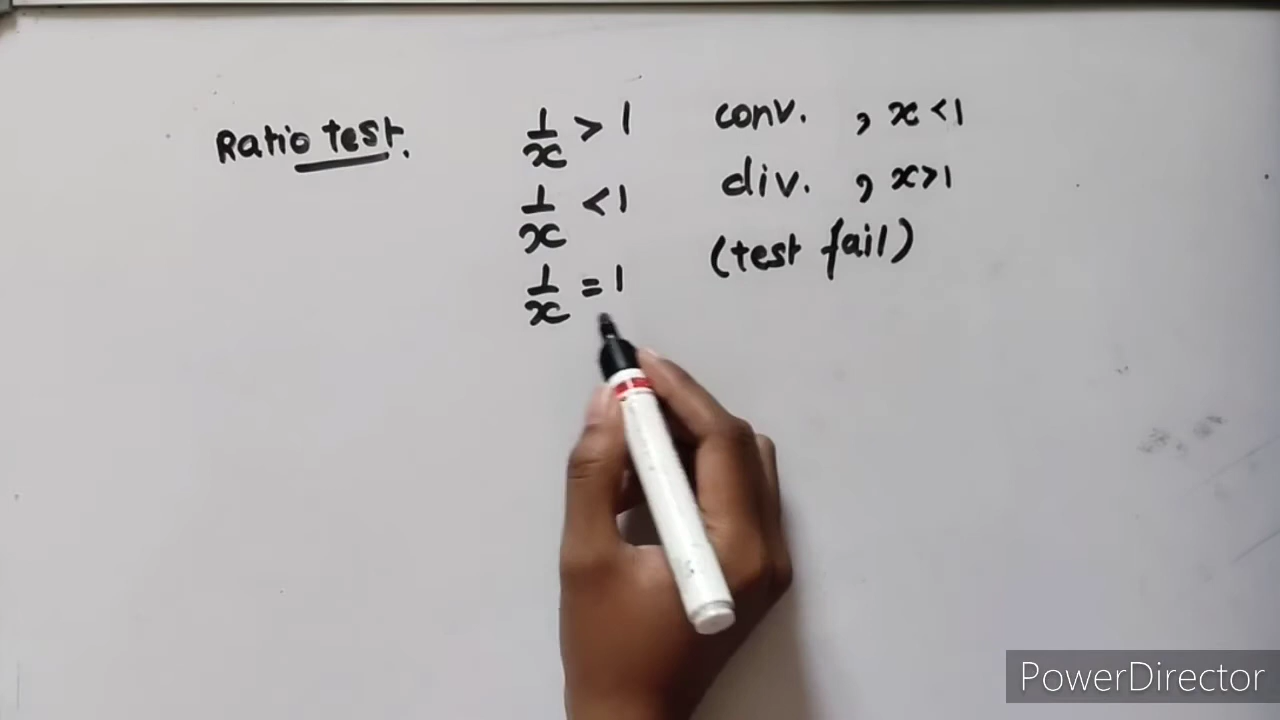 Ratio test. 1/x > 1 conv. , x < 1
1/x < 1 div. , x > 1
1/x = 1 (test fail)
PowerDirector